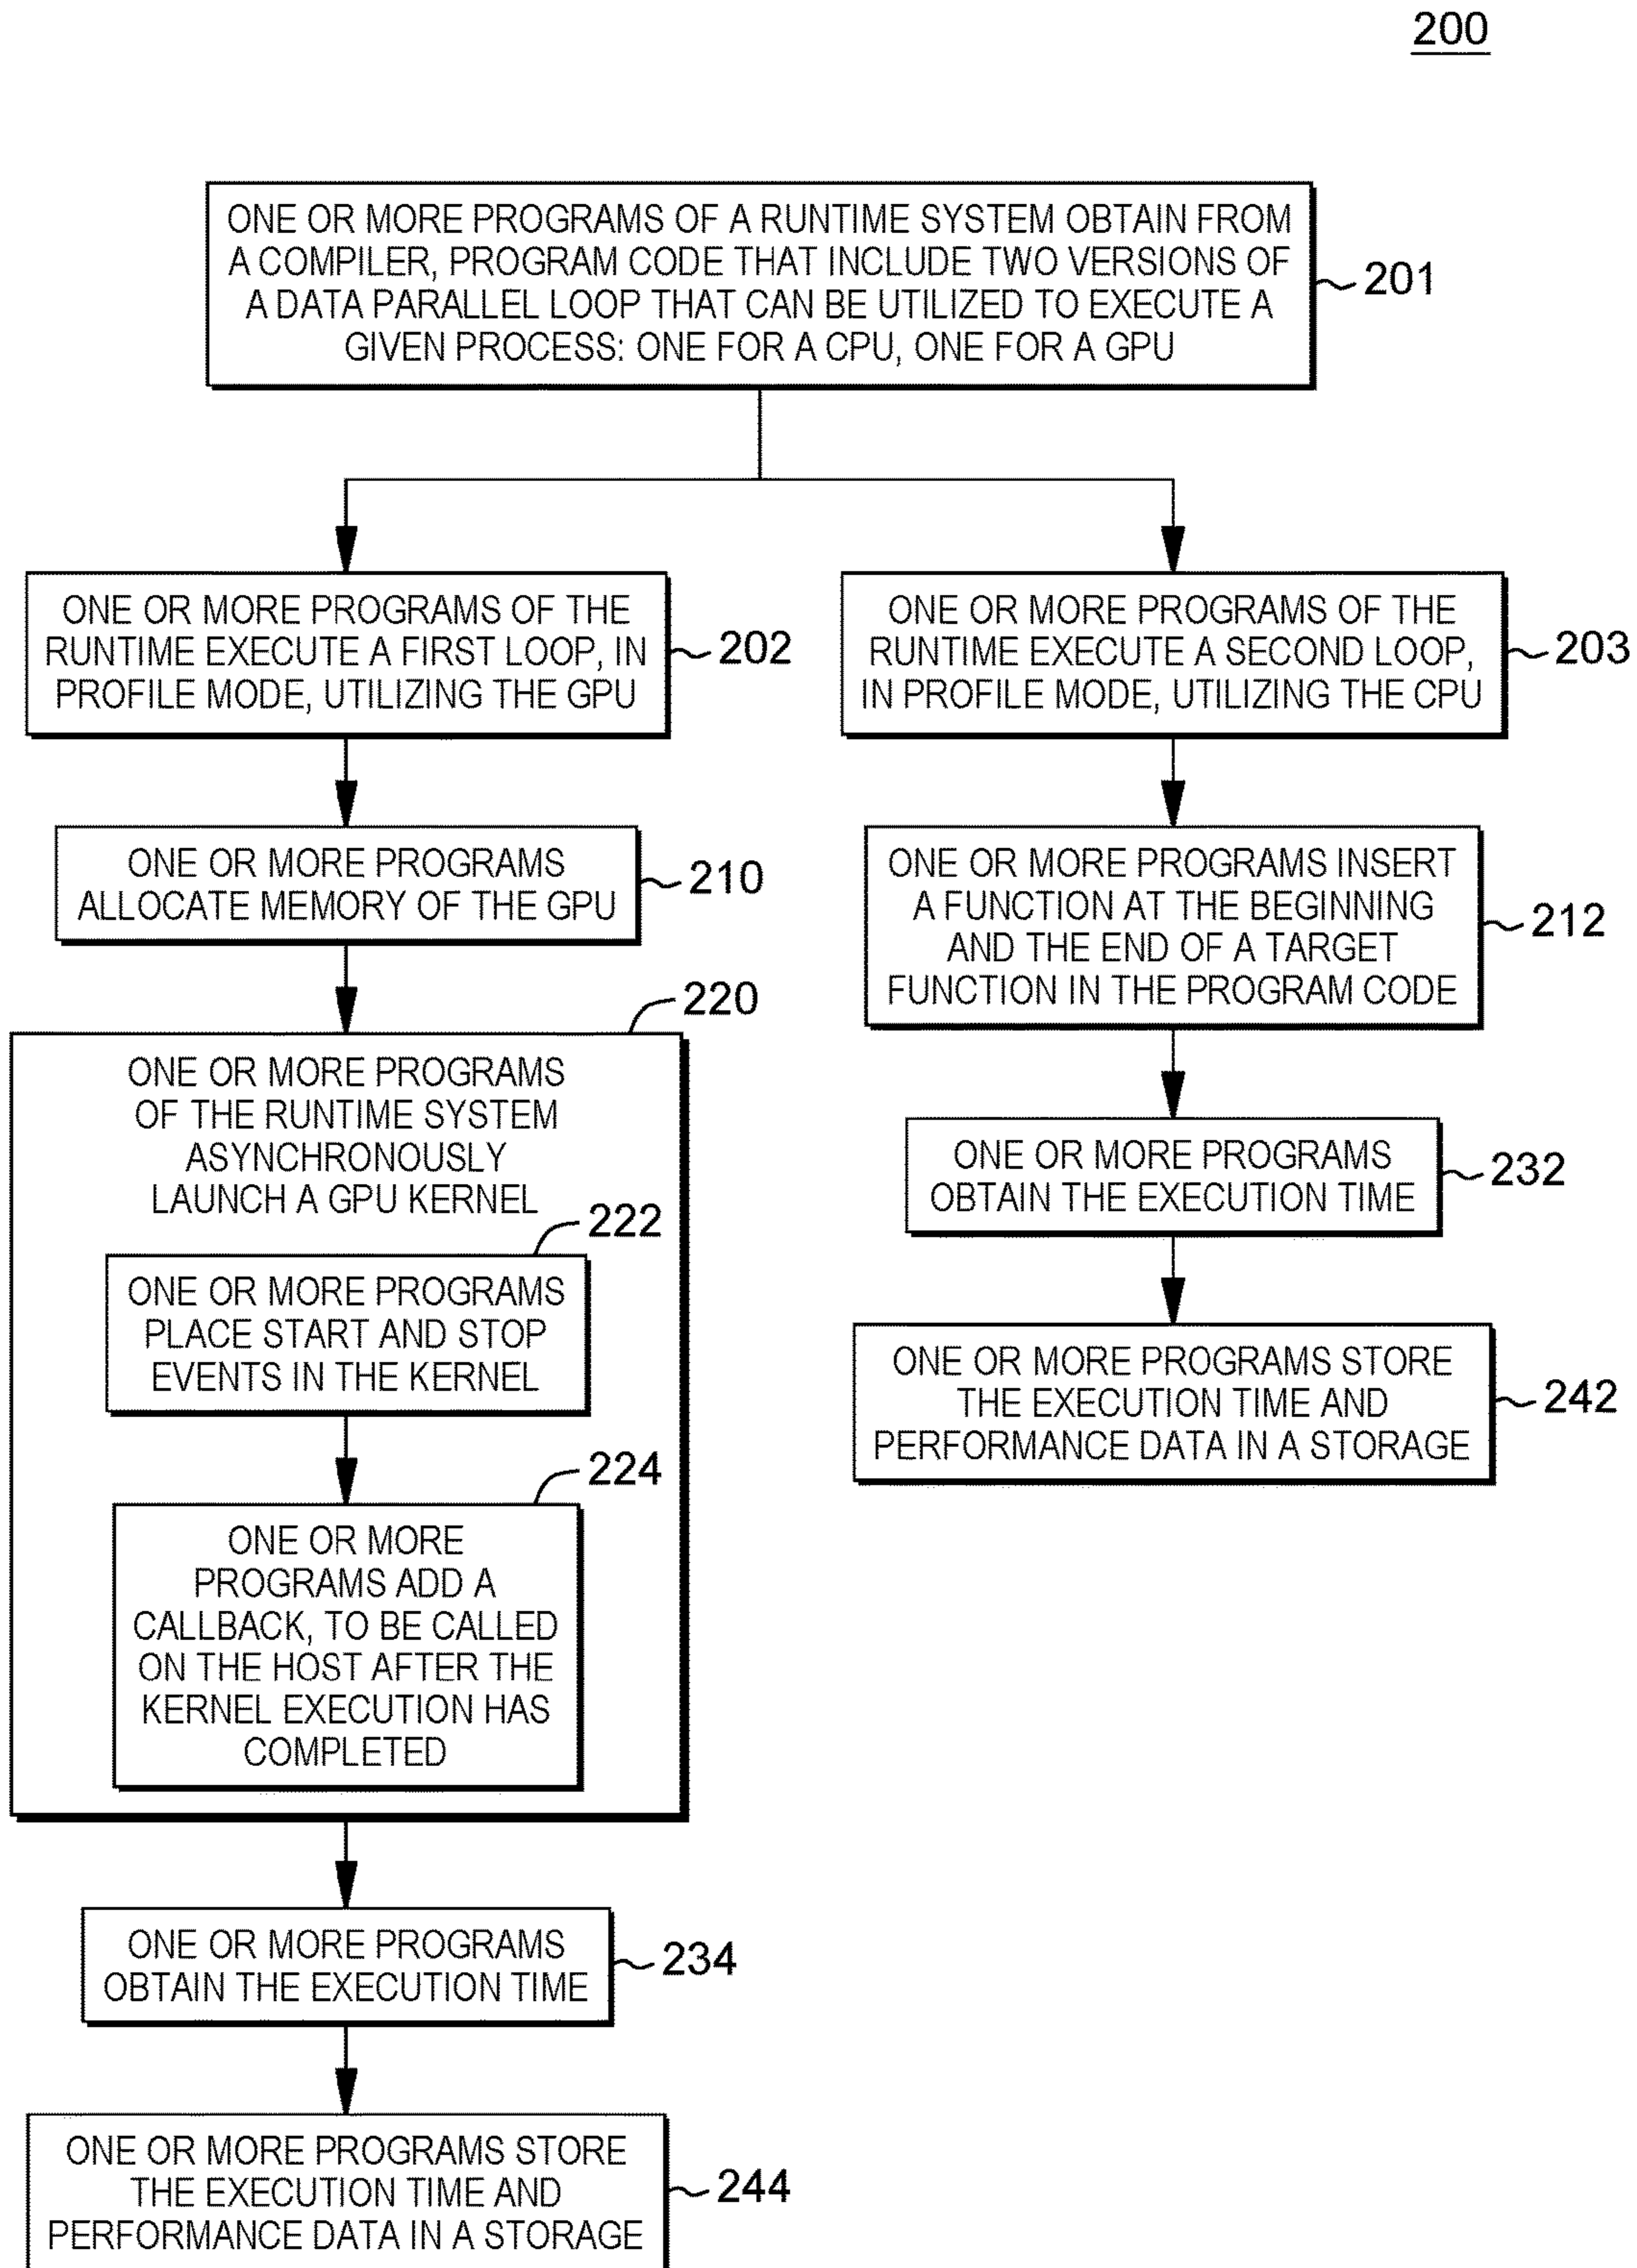 200
ONE OR MORE PROGRAMS OF A RUNTIME SYSTEM OBTAIN FROM
A COMPILER, PROGRAM CODE THAT INCLUDE TWO VERSIONS OF
A DATA PARALLEL LOOP THAT CAN BE UTILIZED TO EXECUTE A
GIVEN PROCESS: ONE FOR A CPU, ONE FOR A GPU
201
ONE OR MORE PROGRAMS OF THE
RUNTIME EXECUTE A FIRST LOOP, IN
PROFILE MODE, UTILIZING THE GPU
202
ONE OR MORE PROGRAMS OF THE
RUNTIME EXECUTE A SECOND LOOP,
IN PROFILE MODE, UTILIZING THE CPU
203
ONE OR MORE PROGRAMS
ALLOCATE MEMORY OF THE GPU
210
ONE OR MORE PROGRAMS INSERT
A FUNCTION AT THE BEGINNING
AND THE END OF A TARGET
FUNCTION IN THE PROGRAM CODE
212
220
ONE OR MORE PROGRAMS
OF THE RUNTIME SYSTEM
ASYNCHRONOUSLY
LAUNCH A GPU KERNEL
222
ONE OR MORE PROGRAMS
PLACE START AND STOP
EVENTS IN THE KERNEL
224
ONE OR MORE
PROGRAMS ADD A
CALLBACK, TO BE CALLED
ON THE HOST AFTER THE
KERNEL EXECUTION HAS
COMPLETED
ONE OR MORE PROGRAMS
OBTAIN THE EXECUTION TIME
232
ONE OR MORE PROGRAMS STORE
THE EXECUTION TIME AND
PERFORMANCE DATA IN A STORAGE
242
ONE OR MORE PROGRAMS
OBTAIN THE EXECUTION TIME
234
ONE OR MORE PROGRAMS STORE
THE EXECUTION TIME AND
PERFORMANCE DATA IN A STORAGE
244